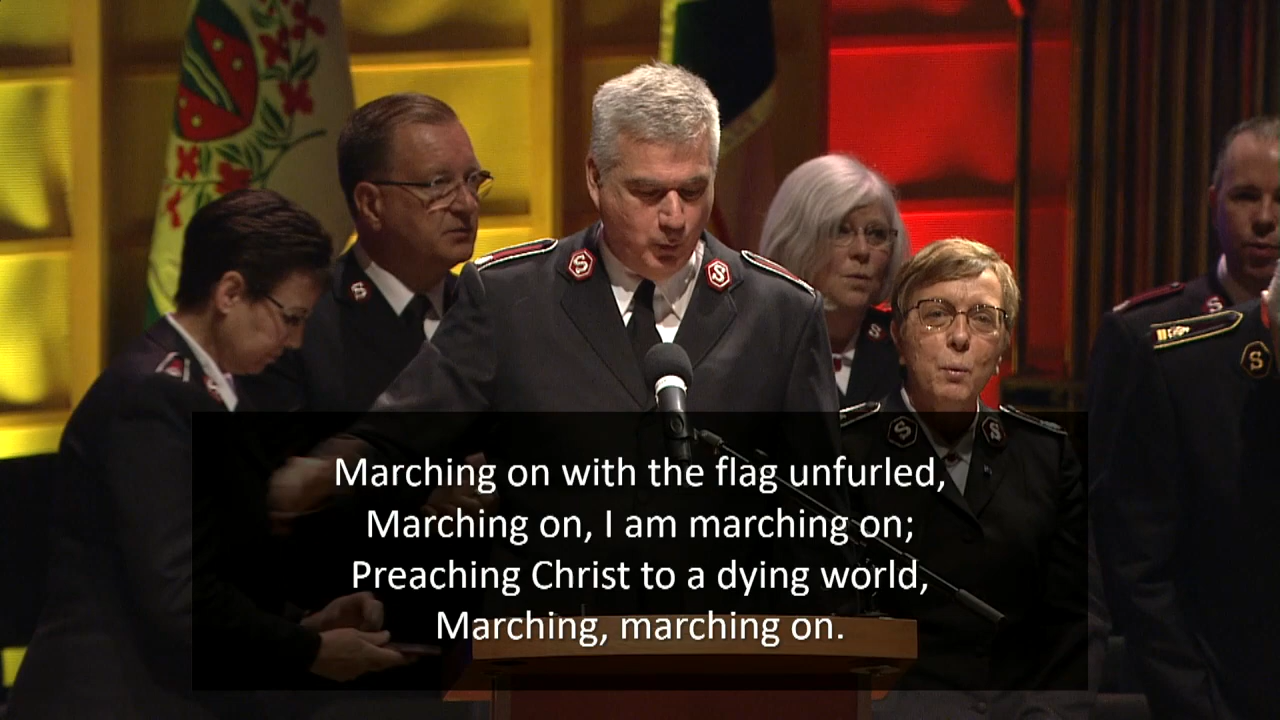 Marching on with the flag unfurled,
Marching on, I am marching on;
Preaching Christ to a dying world,
Marching, marching on.
S
S
S
S
S
S
S
S